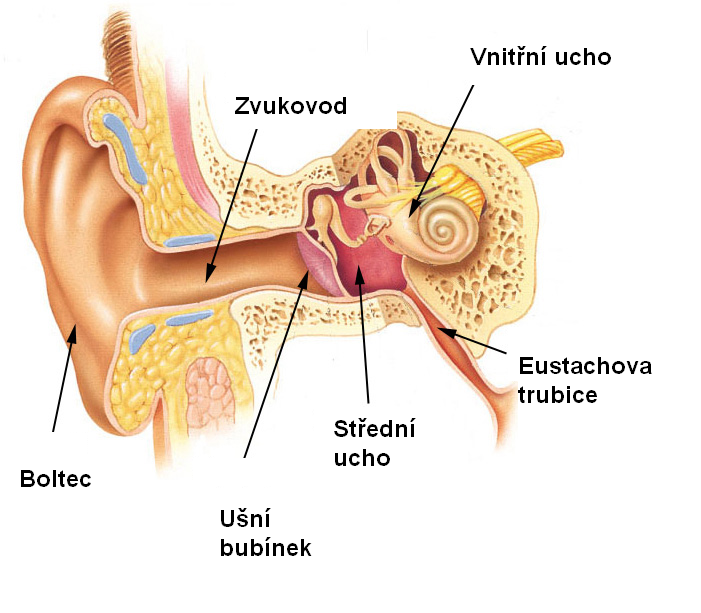 Vnitřní ucho
Zvukovod
Eustachova
trubice
Střední
ucho
Boltec
Ušní
bubínek